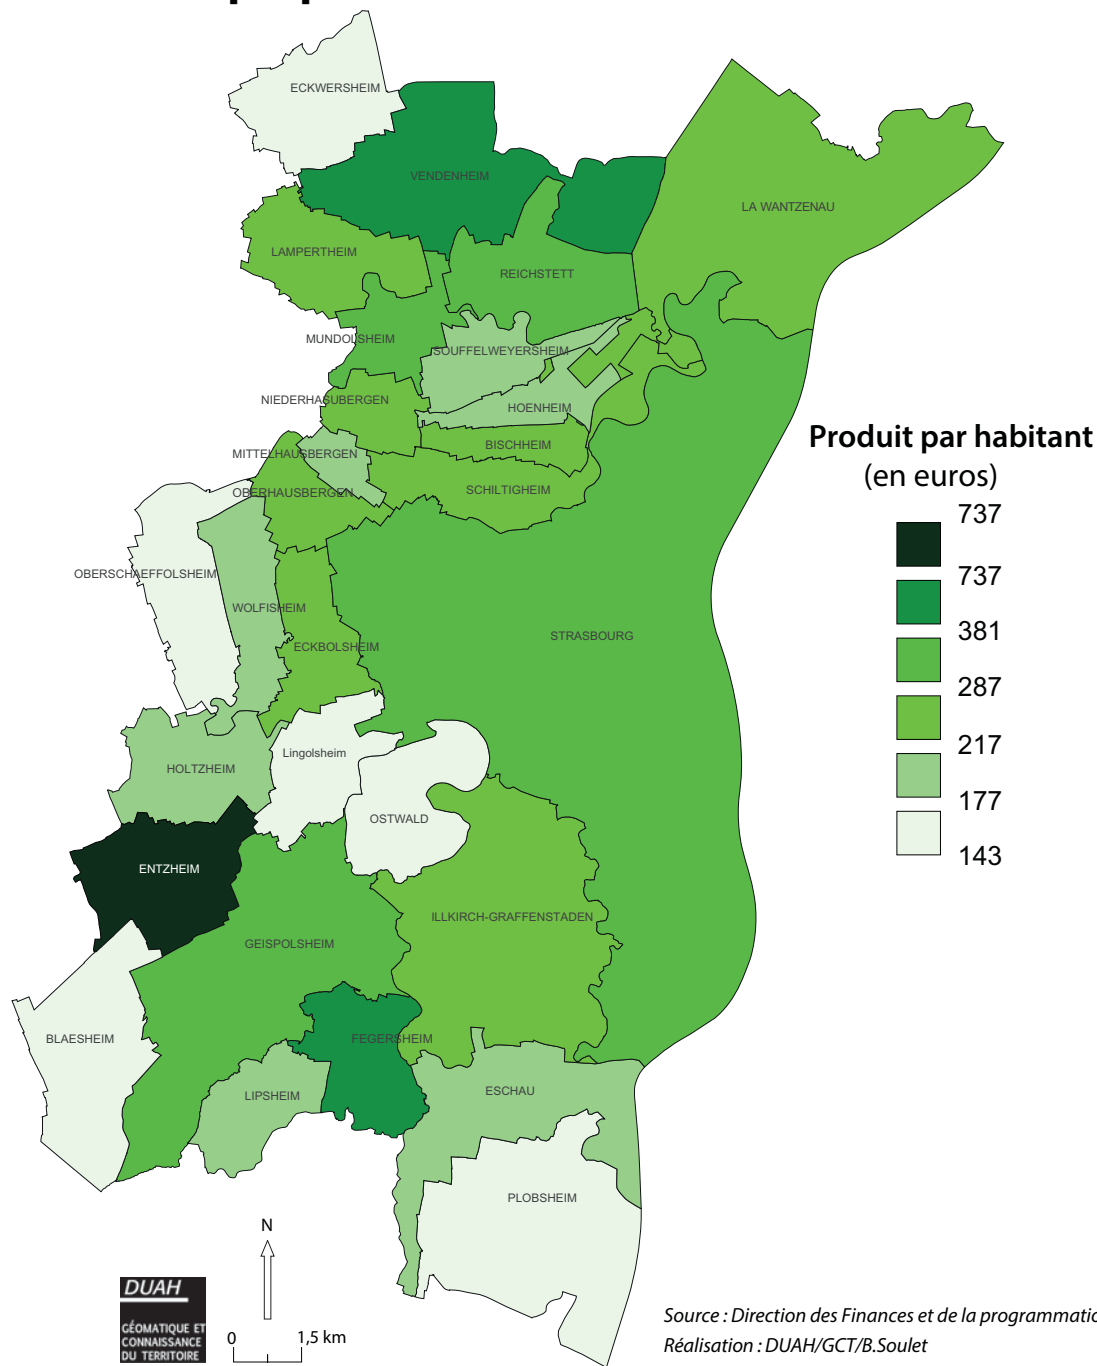 ECKWERSHEIM
VENDENHEIM
LA WANTZENAU
LAMPERTHEIM
REICHSTETT
MUNDOLSHEIM
SOUFFELWEYERSHEIM
NIEDERHASUBERGEN
HOENHEIM
BISCHHEIM
MITTELHAUSBERGEN
OBERHAUSBERGEN
SCHILTIGHEIM
Produit par habitant
(en euros)
737
737
381
287
217
177
143
OBERSCHAEFFOLSHEIM
WOLFISHEIM
STRASBOURG
ECKBOLSHEIM
Lingolsheim
HOLTZHEIM
OSTWALD
ENTZHEIM
ILLKIRCH-GRAFFENSTADEN
GEISPOLSHEIM
BLAESHEIM
FEGERSHEIM
LIPSHEIM
ESCHAU
PLOBSHEIM
N
DUAH
GÉOMATIQUE ET
CONNAISSANCE
DU TERRITOIRE
0 1,5 km
Source : Direction des Finances et de la programmatio
Réalisation : DUAH/GCT/B.Soulet